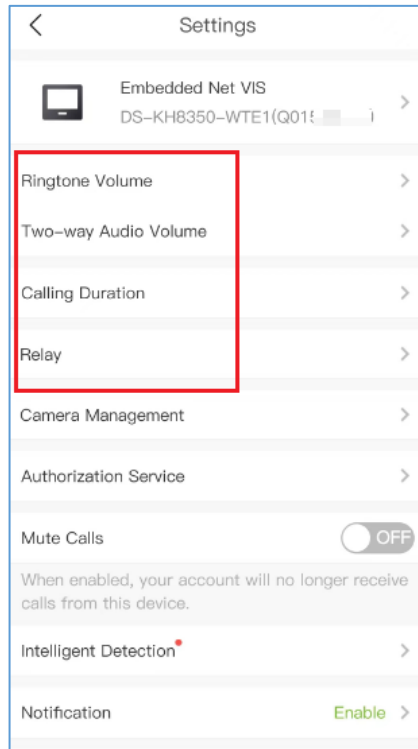 Settings
Embedded Net VIS
DS-KH8350-WTE1(Q015
Ringtone Volume
Two-way Audio Volume
Calling Duration
Relay
Camera Management
Authorization Service
Mute Calls
OFF
When enabled, your account will no longer receive
calls from this device.
Intelligent Detection
Notification
Enable